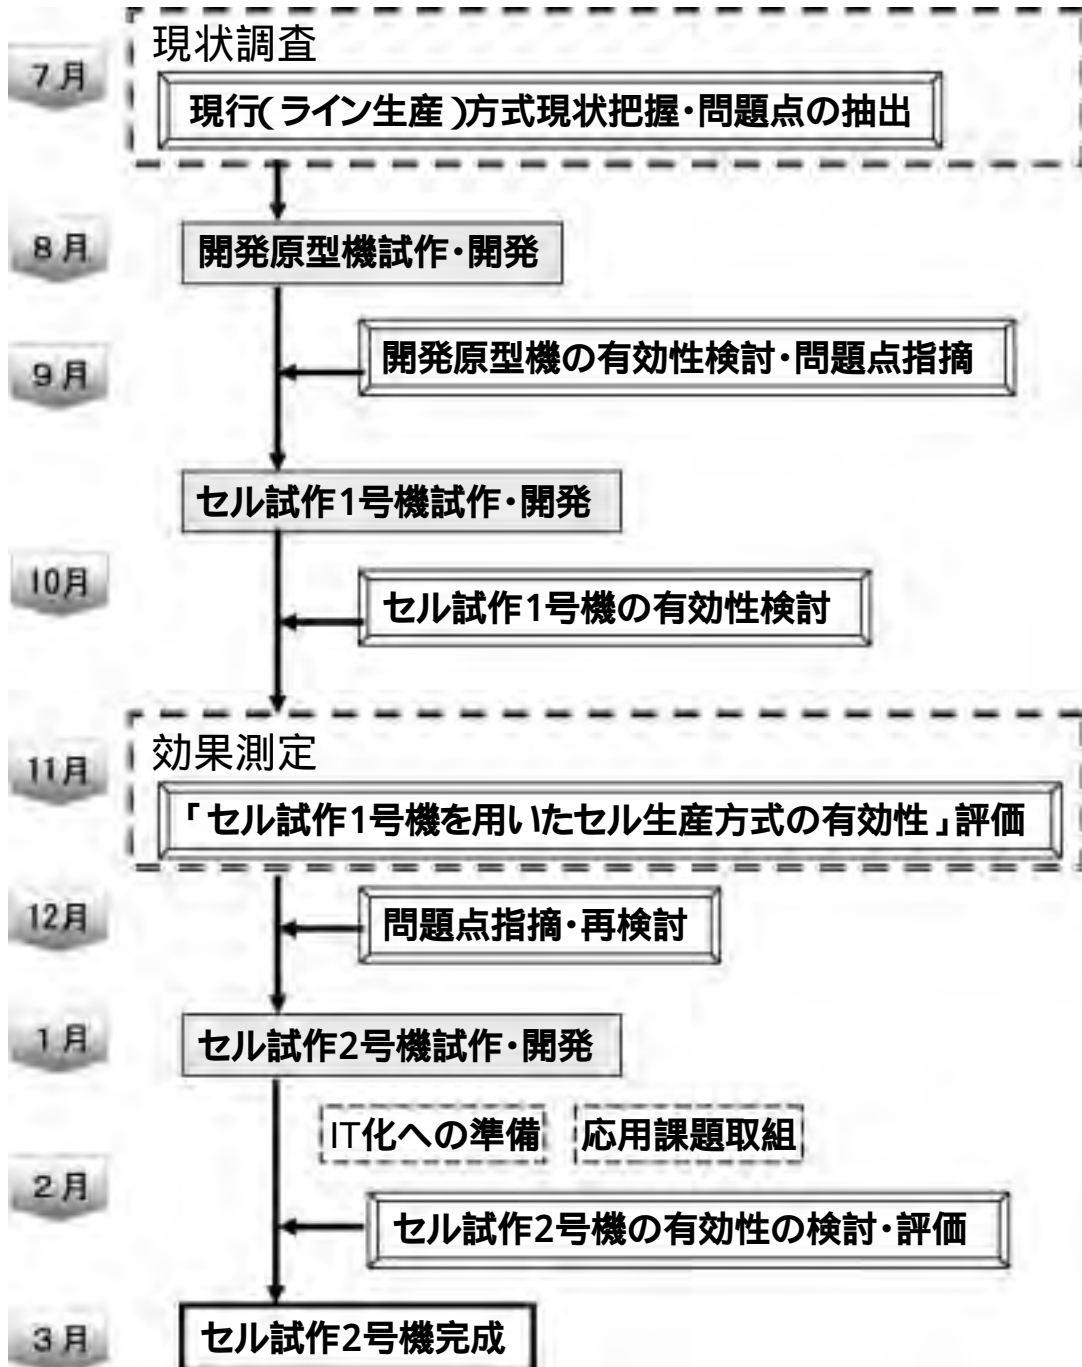 現状調査
7月
現行(ライン生産)方式現状把握・問題点の抽出
8月
開発原型機試作・開発
開発原型機の有効性検討・問題点指摘
9月
セル試作1号機試作・開発
10月
セル試作1号機の有効性検討
効果測定
11月
「セル試作1号機を用いたセル生産方式の有効性」評価
12月
問題点指摘・再検討
1月
セル試作2号機試作・開発
IT化への準備 応用課題取組
2月
セル試作2号機の有効性の検討・評価
3月
セル試作2号機完成